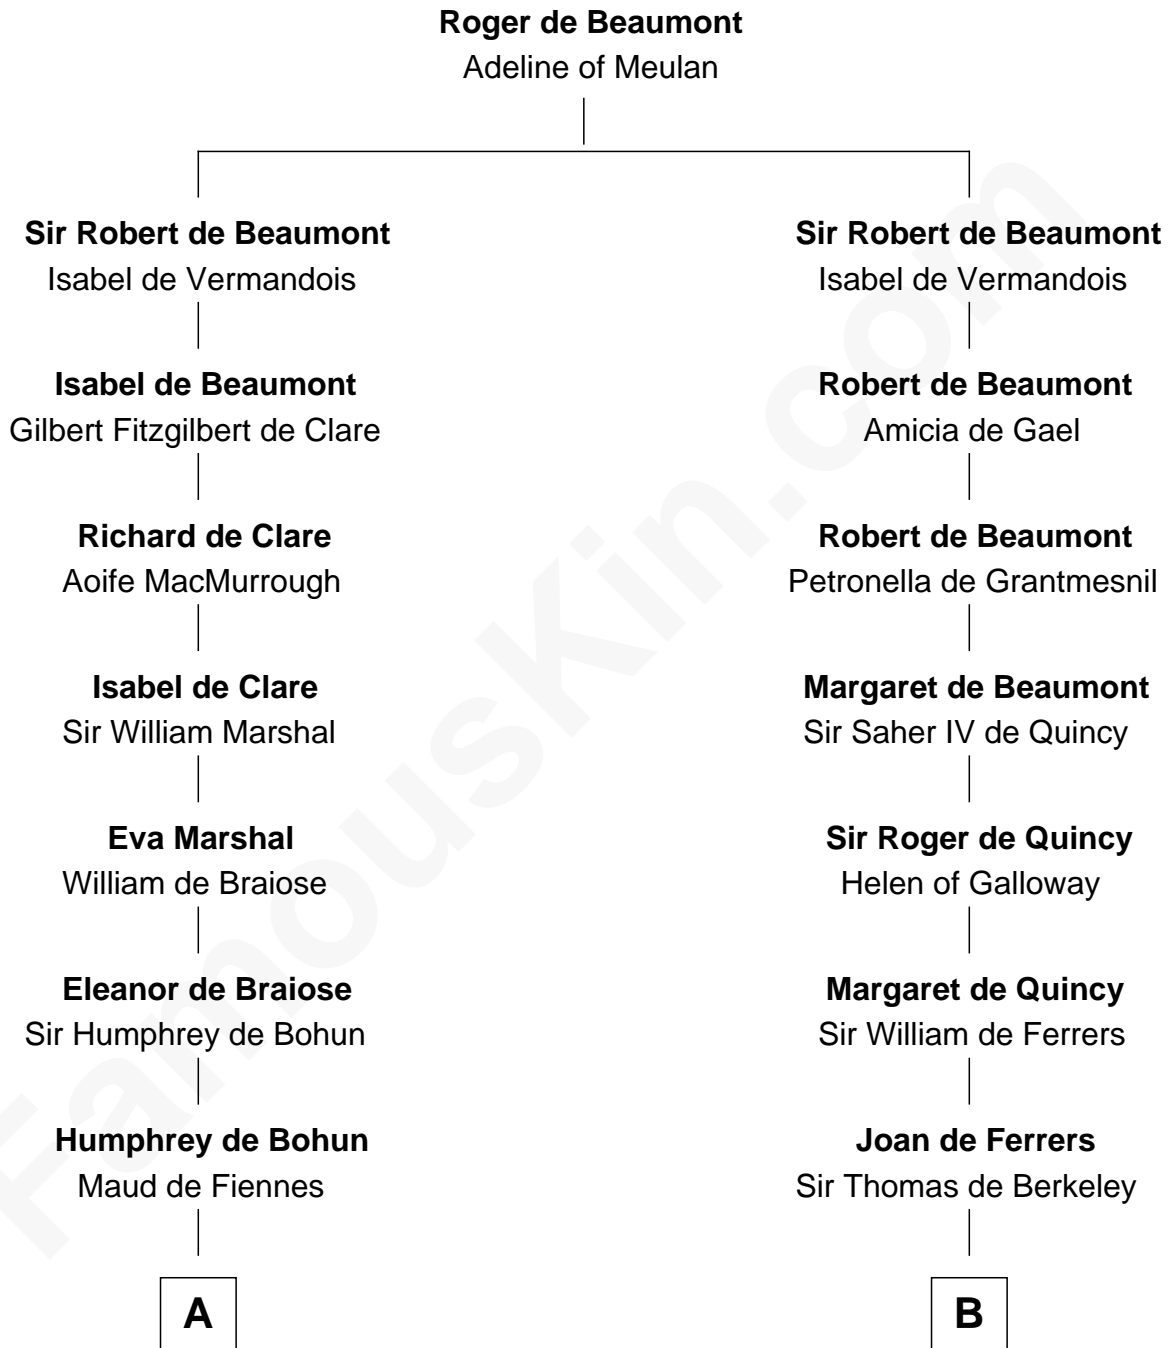 Roger de Beaumont
Adeline of Meulan
Sir Robert de Beaumont
Isabel de Vermandois
Sir Robert de Beaumont
Isabel de Vermandois
Isabel de Beaumont
Gilbert Fitzgilbert de Clare
Robert de Beaumont
Amicia de Gael
Richard de Clare
Aoife MacMurrough
Robert de Beaumont
Petronella de Grantmesnil
Isabel de Clare
Sir William Marshal
Margaret de Beaumont
Sir Saher IV de Quincy
Eva Marshal
William de Braiose
Sir Roger de Quincy
Helen of Galloway
Eleanor de Braiose
Sir Humphrey de Bohun
Margaret de Quincy
Sir William de Ferrers
Humphrey de Bohun
Maud de Fiennes
Joan de Ferrers
Sir Thomas de Berkeley
A
B
FamousKin.com